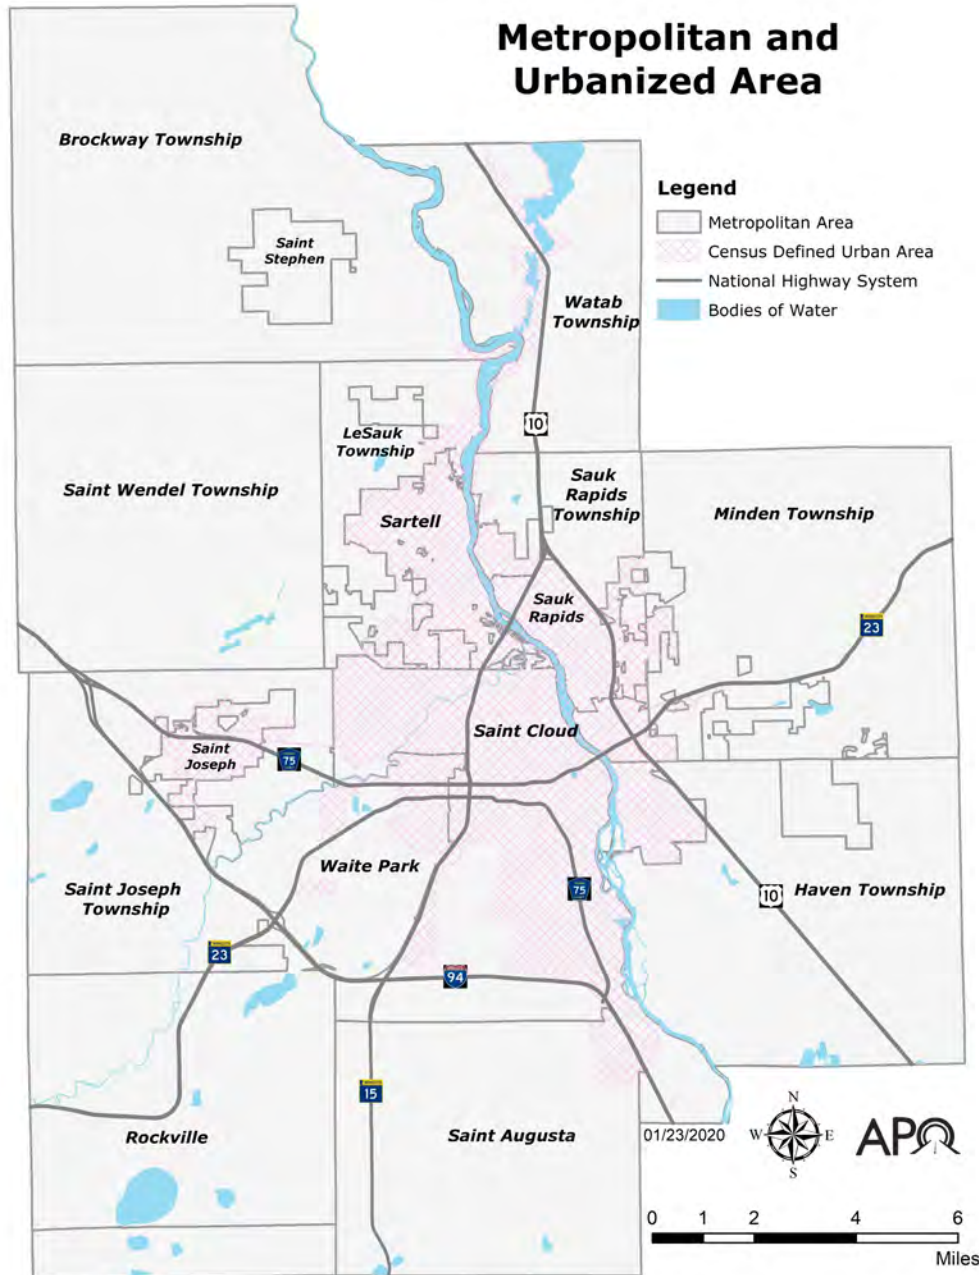 Metropolitan and
Urbanized Area
Brockway Township
Saint
Stephen
Legend
Metropolitan Area
Census Defined Urban Area
National Highway System
Bodies of Water
Watab
Township
10
LeSauk
Township
Saint Wendel Township
Sartell
Sauk
Rapids
Township
Minden Township
Sauk
Rapids
23
Saint Cloud
Saint
Joseph
75
Waite Park
Saint Joseph
Township
75
10
Haven Township
23
94
15
Rockville
Saint Augusta
01/23/2020
N
W E
S
APO
0 1 2 4 6
Miles